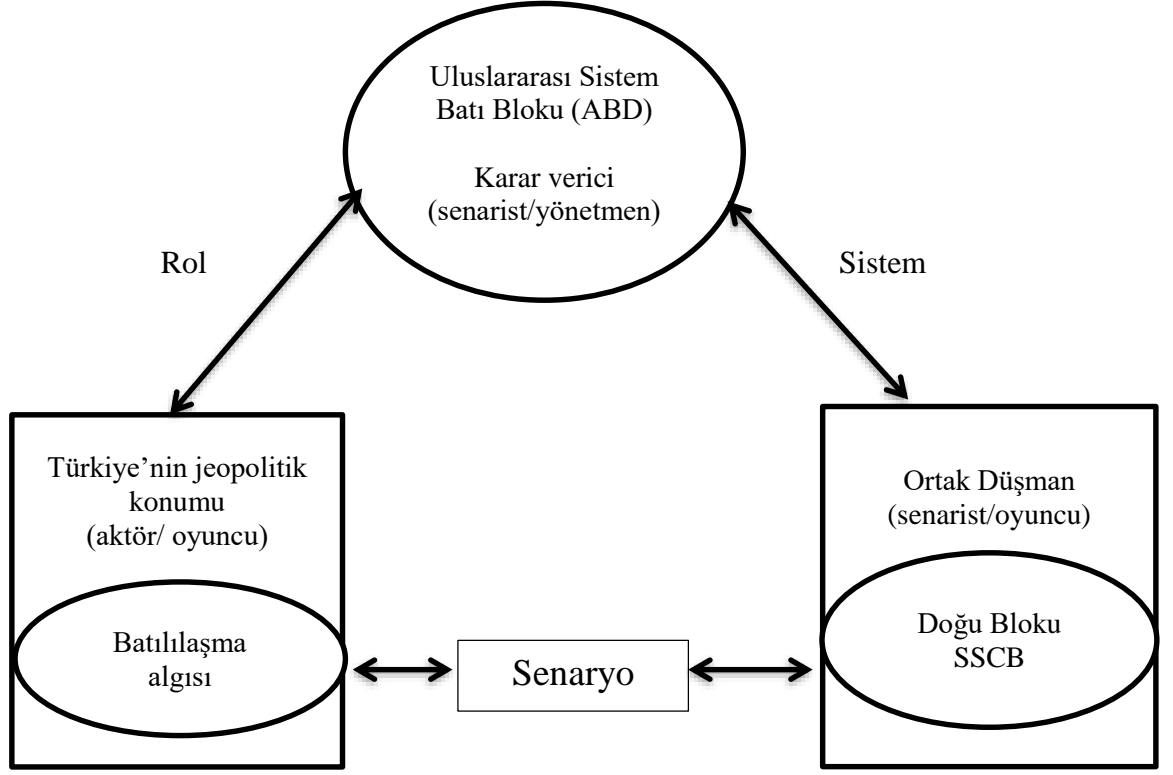 Uluslararası Sistem
Batı Bloku (ABD)
Karar verici
(senarist/yönetmen)
Rol
Sistem
Türkiye’nin jeopolitik
konumu
(aktör/ oyuncu)
Batılılaşma
algısı
Senaryo
Ortak Düşman
(senarist/oyuncu)
Doğu Bloku
SSCB